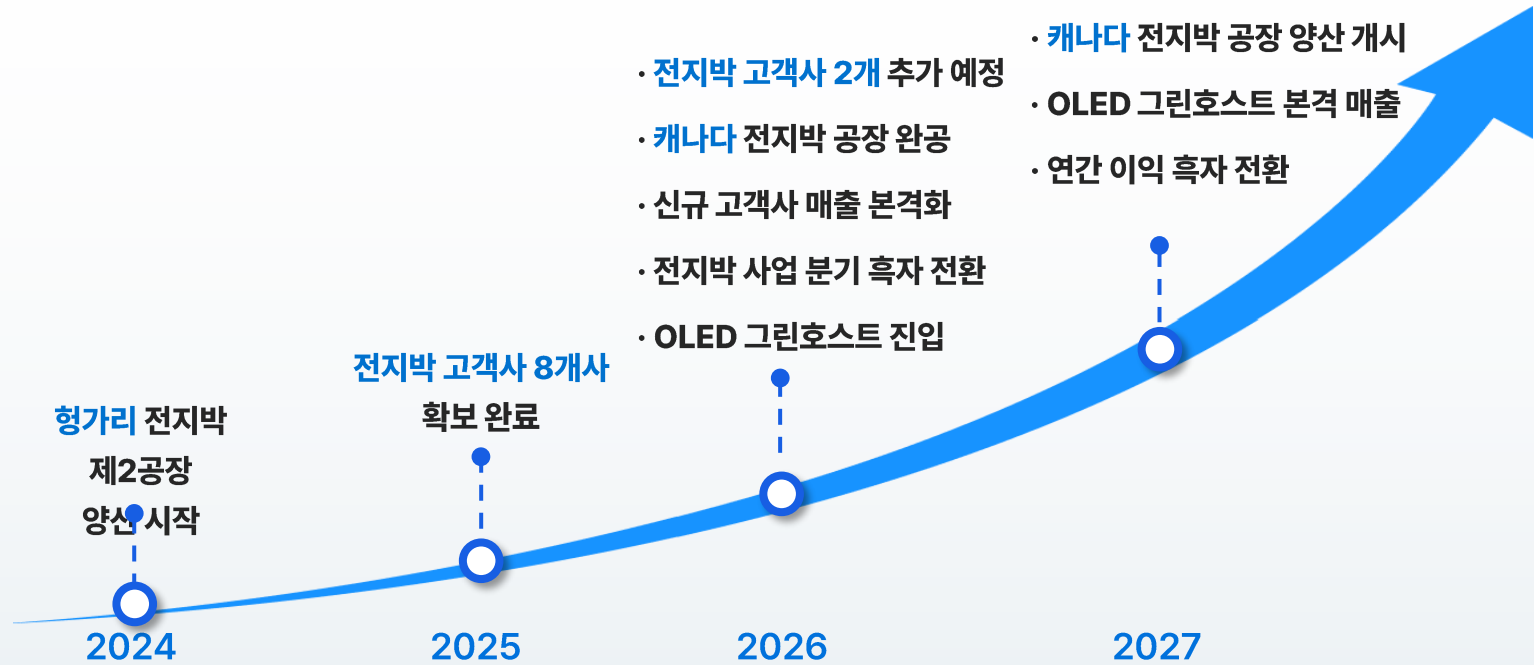 헝가리 전지박
제2공장
양산 시작
2024
전지박 고객사 8개사
확보 완료
2025
· 전지박 고객사 2개 추가 예정
· 캐나다 전지박 공장 완공
· 신규 고객사 매출 본격화
· 전지박 사업 분기 흑자 전환
· OLED 그린호스트 진입
2026
· 캐나다 전지박 공장 양산 개시
· OLED 그린호스트 본격 매출
· 연간 이익 흑자 전환
2027